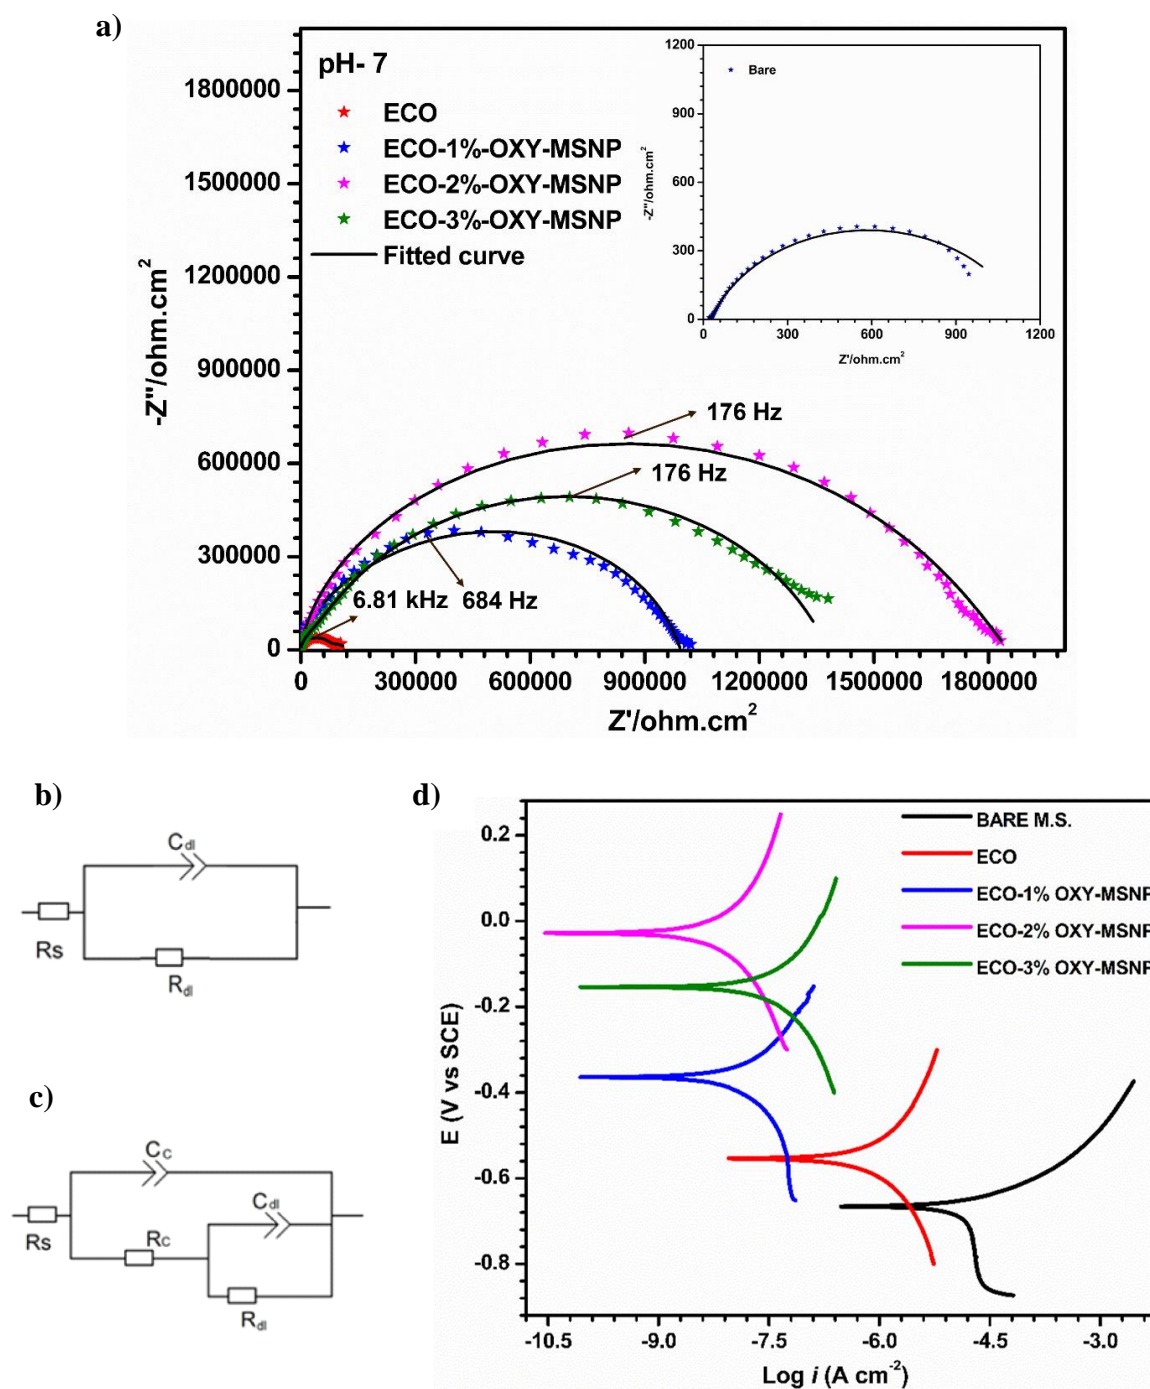 a)
pH- 7
ECO
ECO-1%-OXY-MSNP
ECO-2%-OXY-MSNP
ECO-3%-OXY-MSNP
Fitted curve
-Z''/ohm.cm²
1800000
1500000
1200000
900000
600000
300000
0
176 Hz
176 Hz
6.81 kHz
684 Hz
0 300000 600000 900000 1200000 1500000 1800000
Z'/ohm.cm²
Bare
-Z''/ohm.cm²
1200
900
600
300
0
0 300 600 900 1200
Z'/ohm.cm²
b)
Cdl
Rs
Rdl
c)
Cc
Cdl
Rs
Rc
Rdl
d)
BARE M.S.
ECO
ECO-1% OXY-MSNP
ECO-2% OXY-MSNP
ECO-3% OXY-MSNP
E (V vs SCE)
0.2
0.0
-0.2
-0.4
-0.6
-0.8
-10.5 -9.0 -7.5 -6.0 -4.5 -3.0
Log i (A cm⁻²)